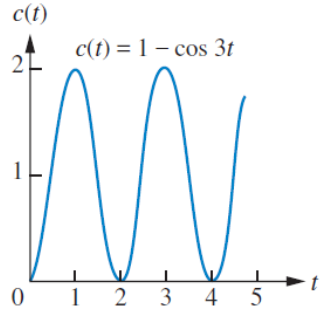 c(t)
c(t) = 1 − cos 3t
2
1
0 1 2 3 4 5 t